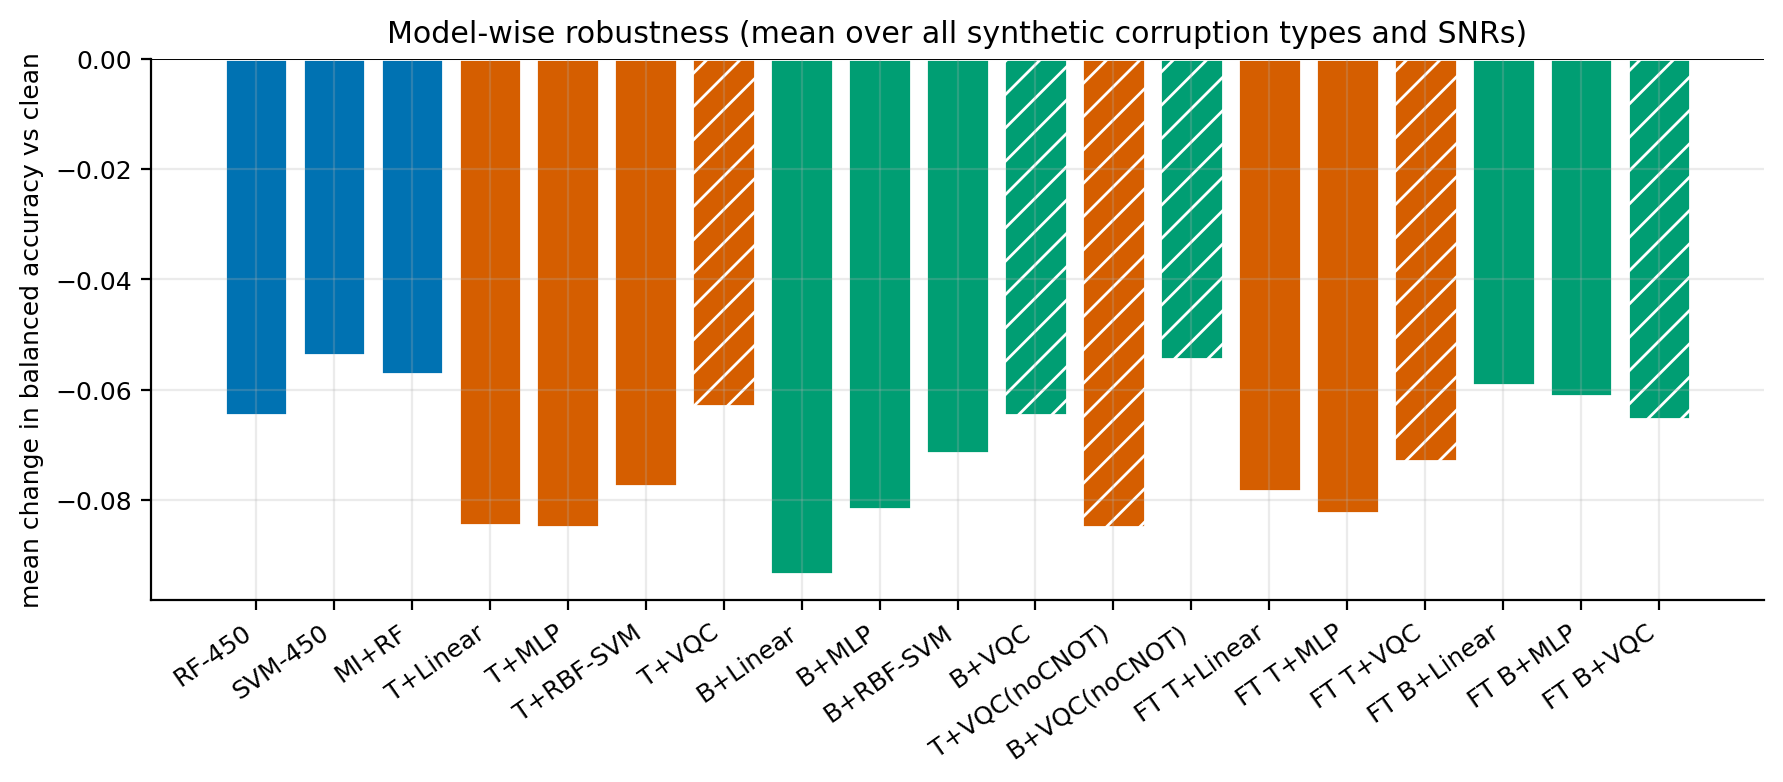 Model-wise robustness (mean over all synthetic corruption types and SNRs)
mean change in balanced accuracy vs clean
0.00
−0.02
−0.04
−0.06
−0.08
RF-450
SVM-450
MI+RF
T+Linear
T+MLP
T+RBF-SVM
T+VQC
B+Linear
B+MLP
B+RBF-SVM
B+VQC
T+VQC(noCNOT)
B+VQC(noCNOT)
FT T+Linear
FT T+MLP
FT T+VQC
FT B+Linear
FT B+MLP
FT B+VQC